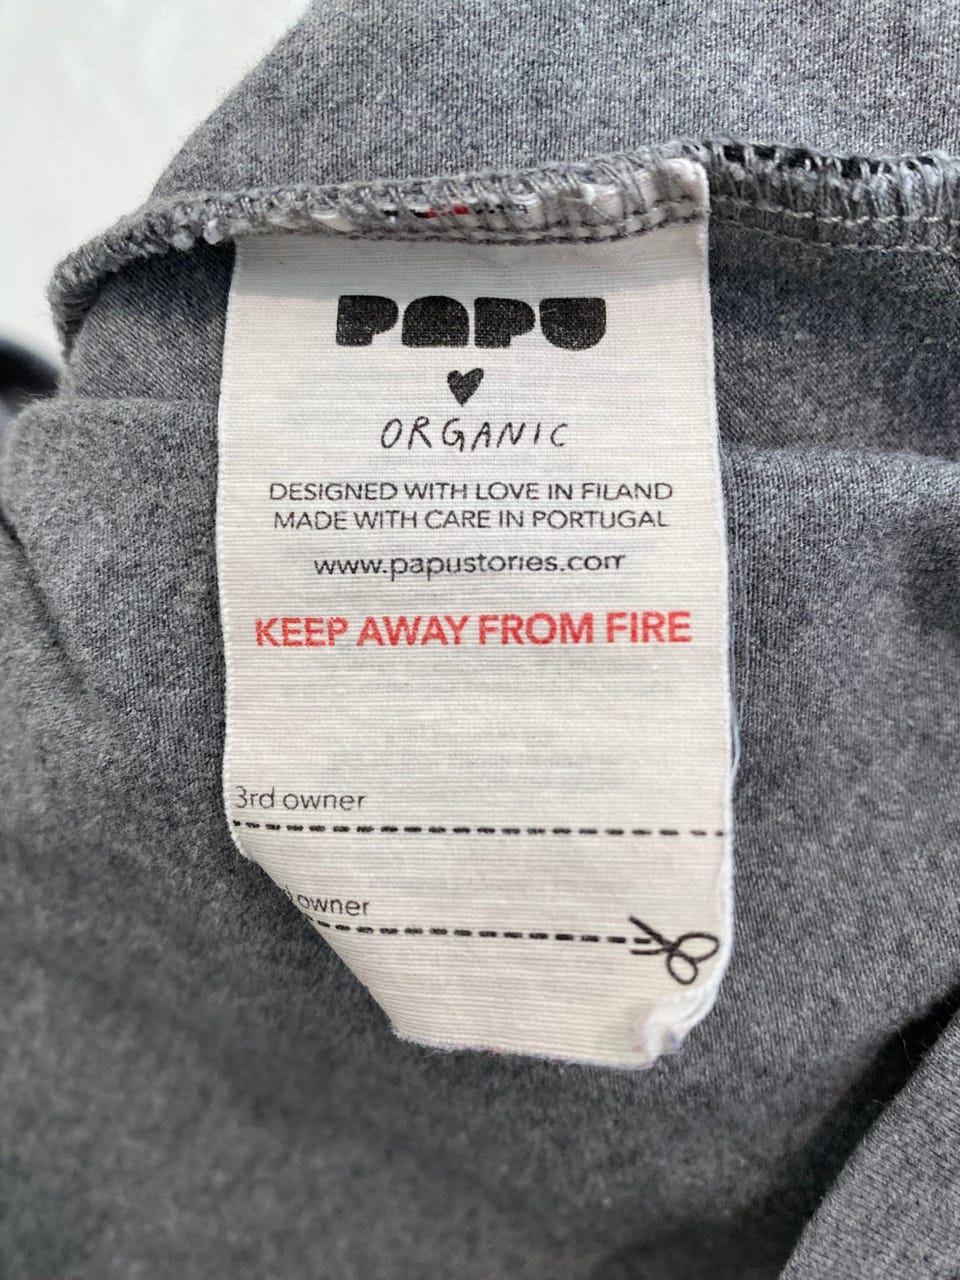 PAPU
ORGANIC
DESIGNED WITH LOVE IN FILAND
MADE WITH CARE IN PORTUGAL
www.papustories.com
KEEP AWAY FROM FIRE
3rd owner
owner